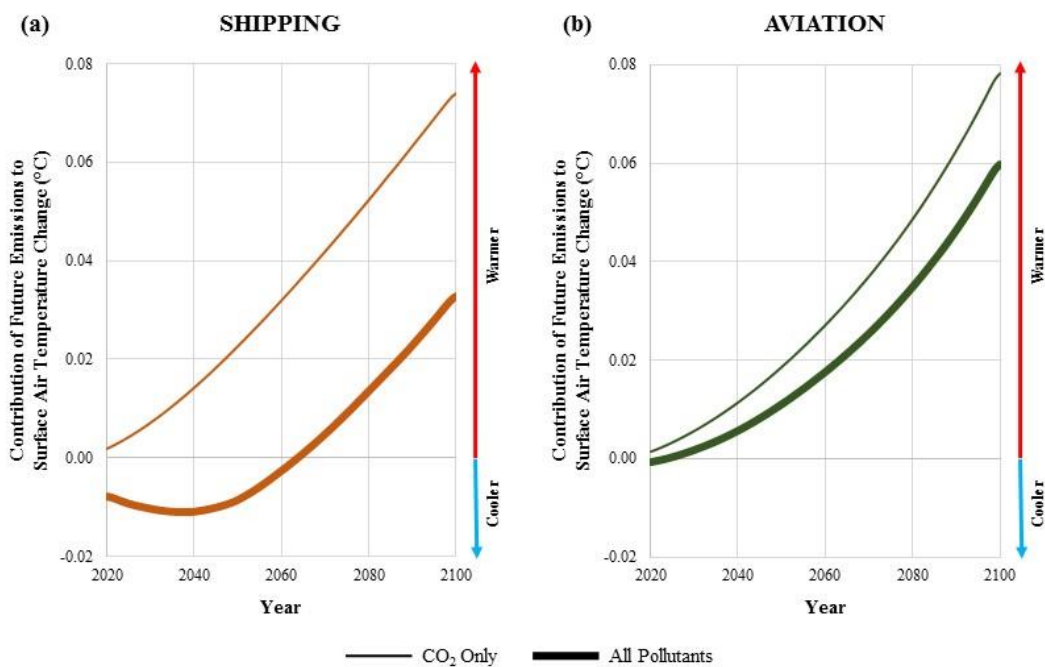 (a) SHIPPING
Contribution of Future Emissions to
Surface Air Temperature Change (°C)
0.08
0.06
0.04
0.02
0.00
-0.02
2020 2040 2060 2080 2100
Year
Warmer
Cooler
(b) AVIATION
Contribution of Future Emissions to
Surface Air Temperature Change (°C)
0.08
0.06
0.04
0.02
0.00
-0.02
2020 2040 2060 2080 2100
Year
Warmer
Cooler
CO₂ Only All Pollutants